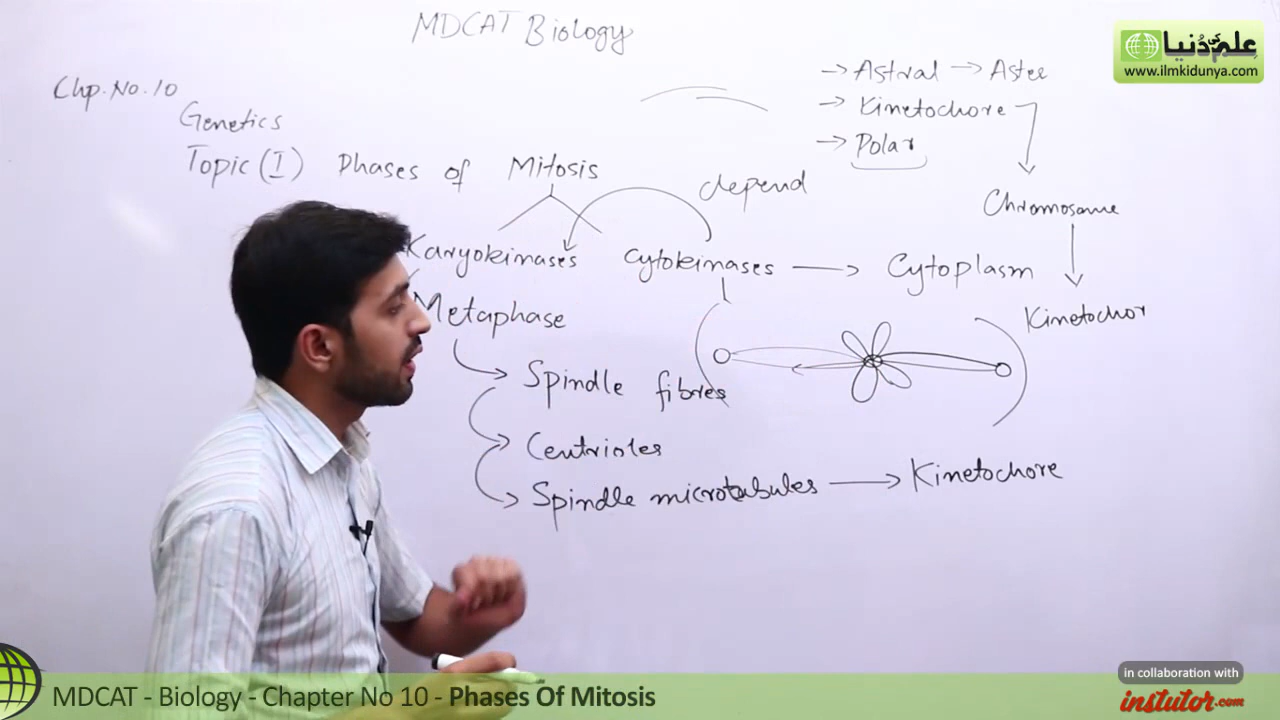 MDCAT Biology
علم کی دُنیا
www.ilmkidunya.com
Chp.No.10
Genetics
Topic (I) Phases of Mitosis
→ Astral → Aster
→ Kinetochore
→ Polar
depend
Chromosome
Kinetochor
Karyokinases Cytokinases → Cytoplasm
Metaphase
Spindle fibres
Centrioles
Spindle microtubules → Kinetochore
in collaboration with
instutor.com
MDCAT - Biology - Chapter No 10 - Phases Of Mitosis